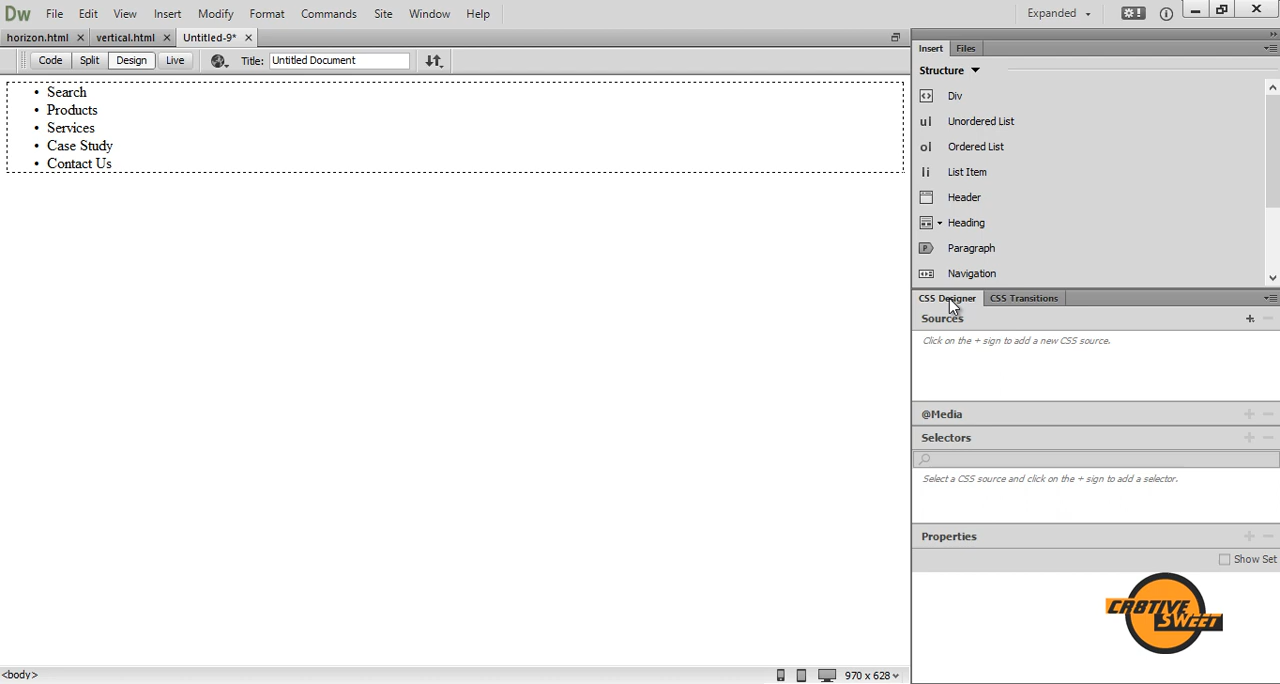 Dw File Edit View Insert Modify Format Commands Site Window Help Expanded
horizon.html vertical.html Untitled-9*
Code Split Design Live Title: Untitled Document
• Search
• Products
• Services
• Case Study
• Contact Us
<body>
970 x 628
Insert Files
Structure
Div
ul Unordered List
ol Ordered List
li List Item
Header
Heading
P Paragraph
Navigation
CSS Designer CSS Transitions
Sources
Click on the + sign to add a new CSS source.
@Media
Selectors
Select a CSS source and click on the + sign to add a selector.
Properties
Show Set
CR8TIVE
SWEET